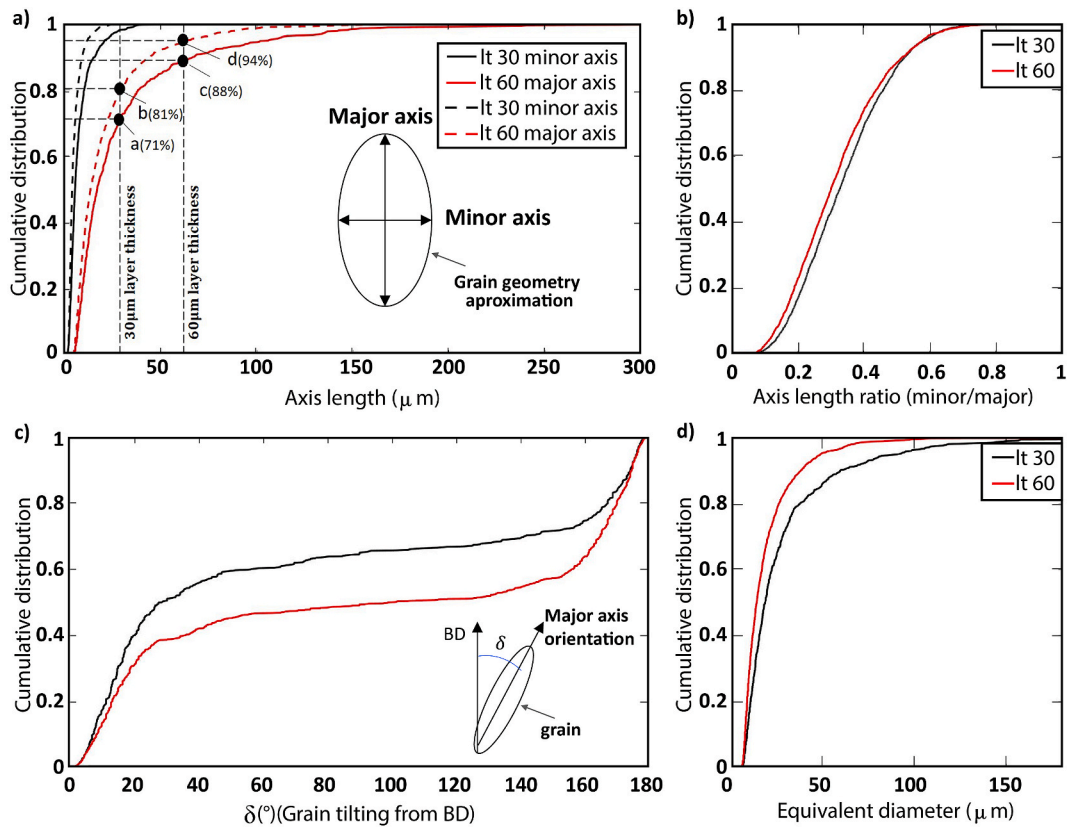 a)
Cumulative distribution
1
0.8
0.6
0.4
0.2
0
d(94%)
c(88%)
b(81%)
a(71%)
lt 30 minor axis
lt 60 major axis
lt 30 minor axis
lt 60 major axis
Major axis
Minor axis
Grain geometry
aproximation
30µm layer thickness
60µm layer thickness
0 50 100 150 200 250 300
Axis length (µ m)
b)
Cumulative distribution
1
0.8
0.6
0.4
0.2
0
lt 30
lt 60
0 0.2 0.4 0.6 0.8 1
Axis length ratio (minor/major)
c)
Cumulative distribution
1
0.8
0.6
0.4
0.2
0
BD
δ
Major axis
orientation
grain
0 20 40 60 80 100 120 140 160 180
δ(°)(Grain tilting from BD)
d)
Cumulative distribution
1
0.8
0.6
0.4
0.2
0
lt 30
lt 60
0 50 100 150
Equivalent diameter (µ m)